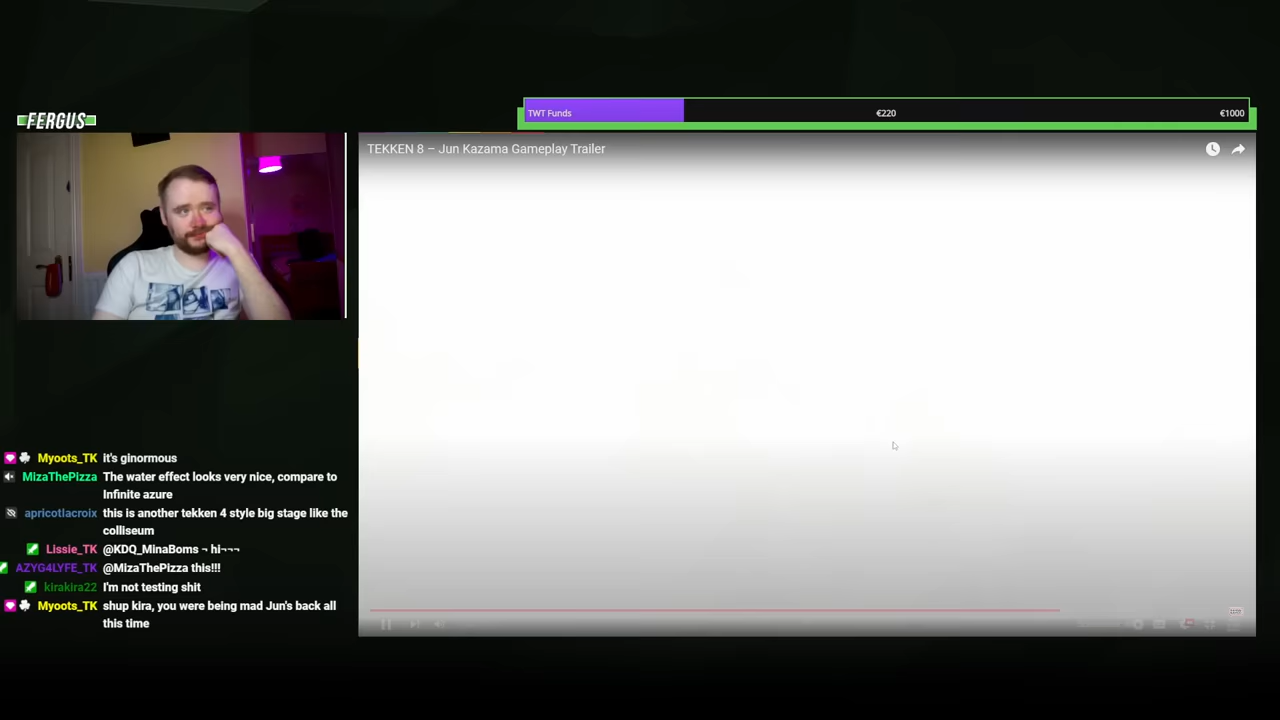 FERGUS
TWT Funds
€220
€1000
TEKKEN 8 – Jun Kazama Gameplay Trailer
Myoots_TK it's ginormous
MizaThePizza The water effect looks very nice, compare to
Infinite azure
apricotlacroix this is another tekken 4 style big stage like the
colliseum
Lissie_TK @KDQ_MinaBoms ¬ hi¬¬¬
AZYG4LYFE_TK @MizaThePizza this!!!
kirakira22 I'm not testing shit
Myoots_TK shup kira, you were being mad Jun's back all
this time